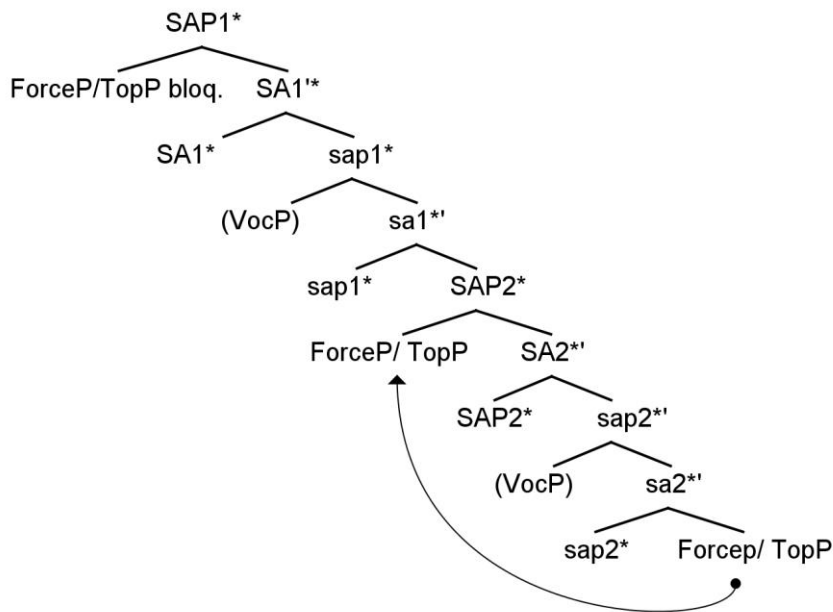 SAP1*
ForceP/TopP bloq. SA1'*
SA1* sap1*
(VocP) sa1*'
sap1* SAP2*
ForceP/ TopP SA2*'
SAP2* sap2*'
(VocP) sa2*'
sap2* Forcep/ TopP